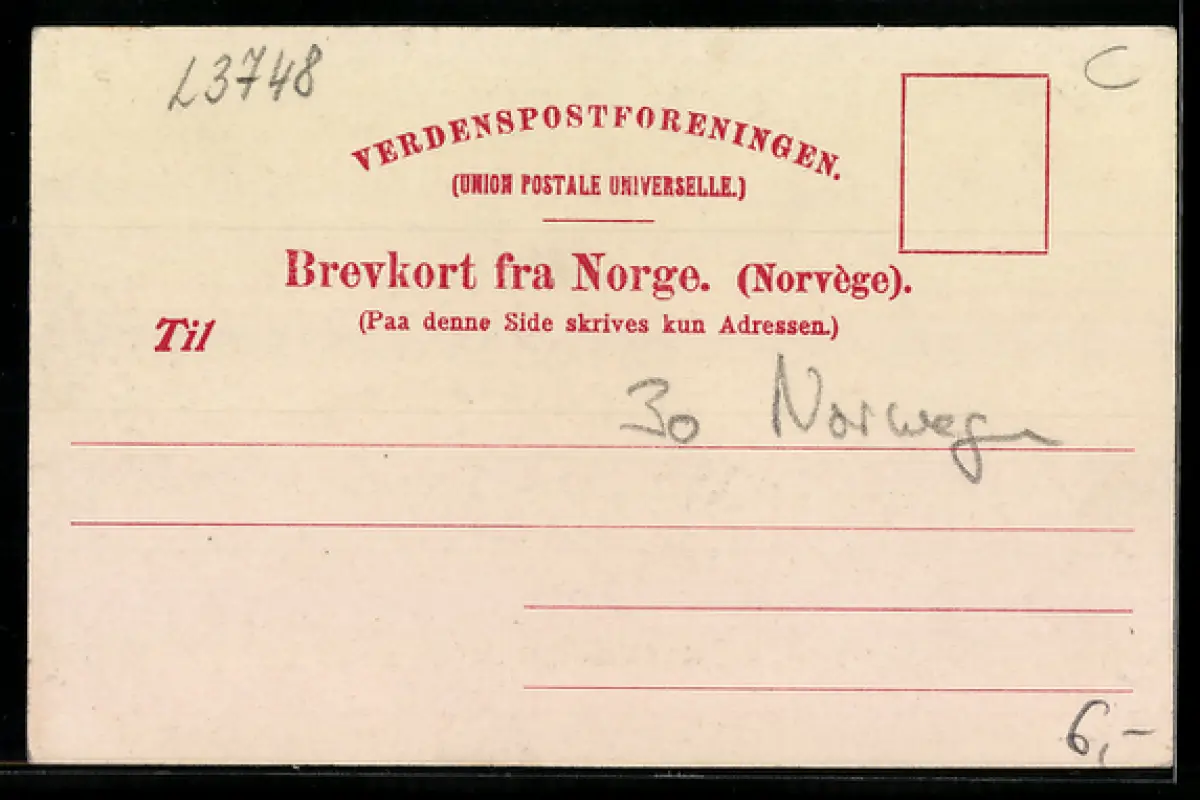 L3748
C
VERDENSPOSTFORENINGEN.
(UNION POSTALE UNIVERSELLE.)
Brevkort fra Norge. (Norvège).
(Paa denne Side skrives kun Adressen.)
Til
30 Norwegen
6,-